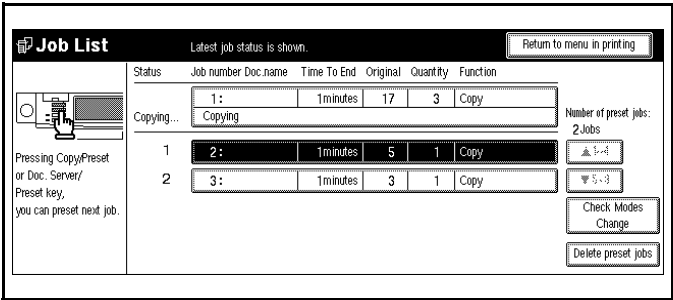 Job List
Latest job status is shown.
Return to menu in printing
Status Job number Doc.name Time To End Original Quantity Function
1: 1minutes 17 3 Copy
Copying... Copying
Number of preset jobs:
2Jobs
1 2: 1minutes 5 1 Copy
▲1-4
2 3: 1minutes 3 1 Copy
Pressing Copy/Preset
or Doc. Server/
Preset key,
you can preset next job.
Check Modes
Change
Delete preset jobs